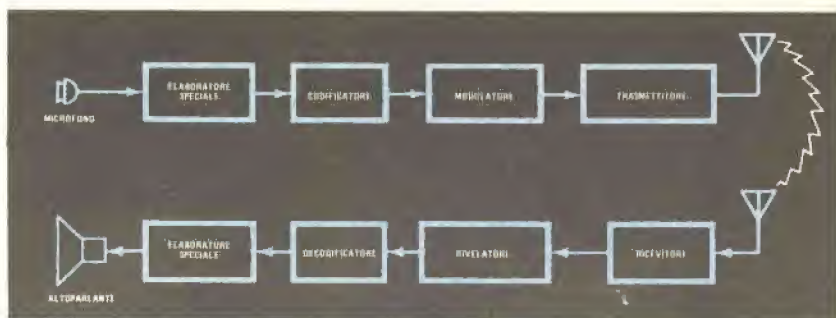 ELABORATORE
SPECIALE
CODIFICATORE
MODULATORE
TRASMETTITORE
MICROFONO
ELABORATORE
SPECIALE
DECODIFICATORE
RIVELATORE
RICEVITORE
ALTOPARLANTE